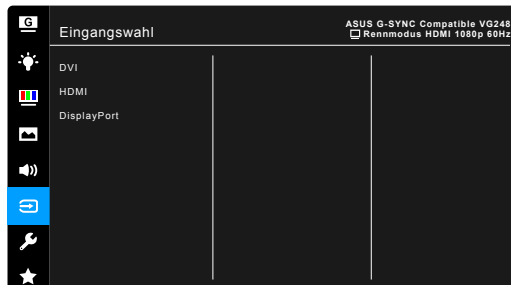 G
Eingangswahl
ASUS G-SYNC Compatible VG248
Rennmodus HDMI 1080p 60Hz
DVI
HDMI
DisplayPort